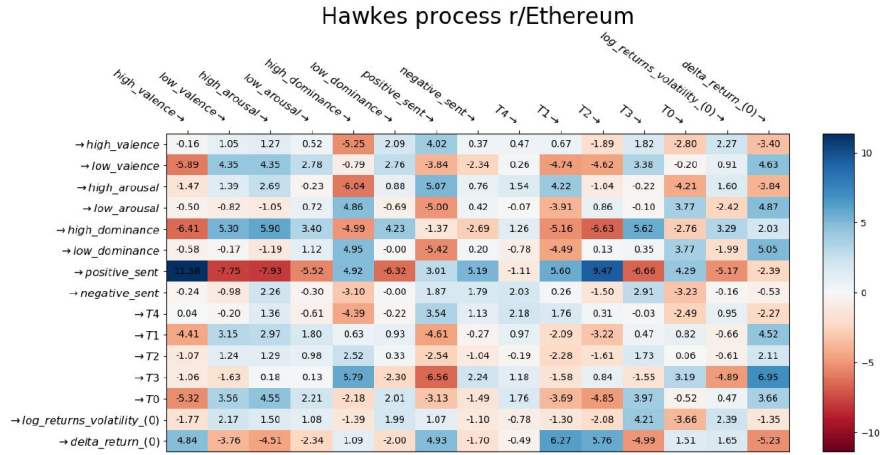 Hawkes process r/Ethereum
high_valence→
low_valence→
high_arousal→
low_arousal→
high_dominance→
low_dominance→
positive_sent→
negative_sent→
T4→
T1→
T2→
T3→
T0→
log_returns_volatility_(0)→
delta_return_(0)→
→high_valence -0.16 1.05 1.27 0.52 -5.25 2.09 4.02 0.37 0.47 0.67 -1.89 1.82 -2.80 2.27 -3.40
→low_valence -5.89 4.35 4.35 2.78 -0.79 2.76 -3.84 -2.34 0.26 -4.74 -4.62 3.38 -0.20 0.91 4.63
→high_arousal -1.47 1.39 2.69 -0.23 -6.04 0.88 5.07 0.76 1.54 4.22 -1.04 -0.22 -4.21 1.60 -3.84
→low_arousal -0.50 -0.82 -1.05 0.72 4.86 -0.69 -5.00 0.42 -0.07 -3.91 0.86 -0.10 3.77 -2.42 4.87
→high_dominance -6.41 5.30 5.90 3.40 -4.99 4.23 -1.37 -2.69 1.26 -5.16 -6.63 5.62 -2.76 3.29 2.03
→low_dominance -0.58 -0.17 -1.19 1.12 4.95 -0.00 -5.42 0.20 -0.78 -4.49 0.13 0.35 3.77 -1.99 5.05
→positive_sent 11.38 -7.75 -7.93 -5.52 4.92 -6.32 3.01 5.19 -1.11 5.60 9.47 -6.66 4.29 -5.17 -2.39
→negative_sent -0.24 -0.98 2.26 -0.30 -3.10 -0.00 1.87 1.79 2.03 0.26 -1.50 2.91 -3.23 -0.16 -0.53
→T4 0.04 -0.20 1.36 -0.61 -4.39 -0.22 3.54 1.13 2.18 1.76 0.31 -0.03 -2.49 0.95 -2.27
→T1 -4.41 3.15 2.97 1.80 0.63 0.93 -4.61 -0.27 0.97 -2.09 -3.22 0.47 0.82 -0.66 4.52
→T2 -1.07 1.24 1.29 0.98 2.52 0.33 -2.54 -1.04 -0.19 -2.28 -1.61 1.73 0.06 -0.61 2.11
→T3 -1.06 -1.63 0.18 0.13 5.79 -2.30 -6.56 2.24 1.18 -1.58 0.84 -1.55 3.19 -4.89 6.95
→T0 -5.32 3.56 4.55 2.21 -2.18 2.01 -3.13 -1.49 1.76 -3.69 -4.85 3.97 -0.52 0.47 3.66
→log_returns_volatility_(0) -1.77 2.17 1.50 1.08 -1.39 1.99 1.07 -1.10 -0.78 -1.30 -2.08 4.21 -3.66 2.39 -1.35
→delta_return_(0) 4.84 -3.76 -4.51 -2.34 1.09 -2.00 4.93 -1.70 -0.49 6.27 5.76 -4.99 1.51 1.65 -5.23
10
5
0
−5
−10